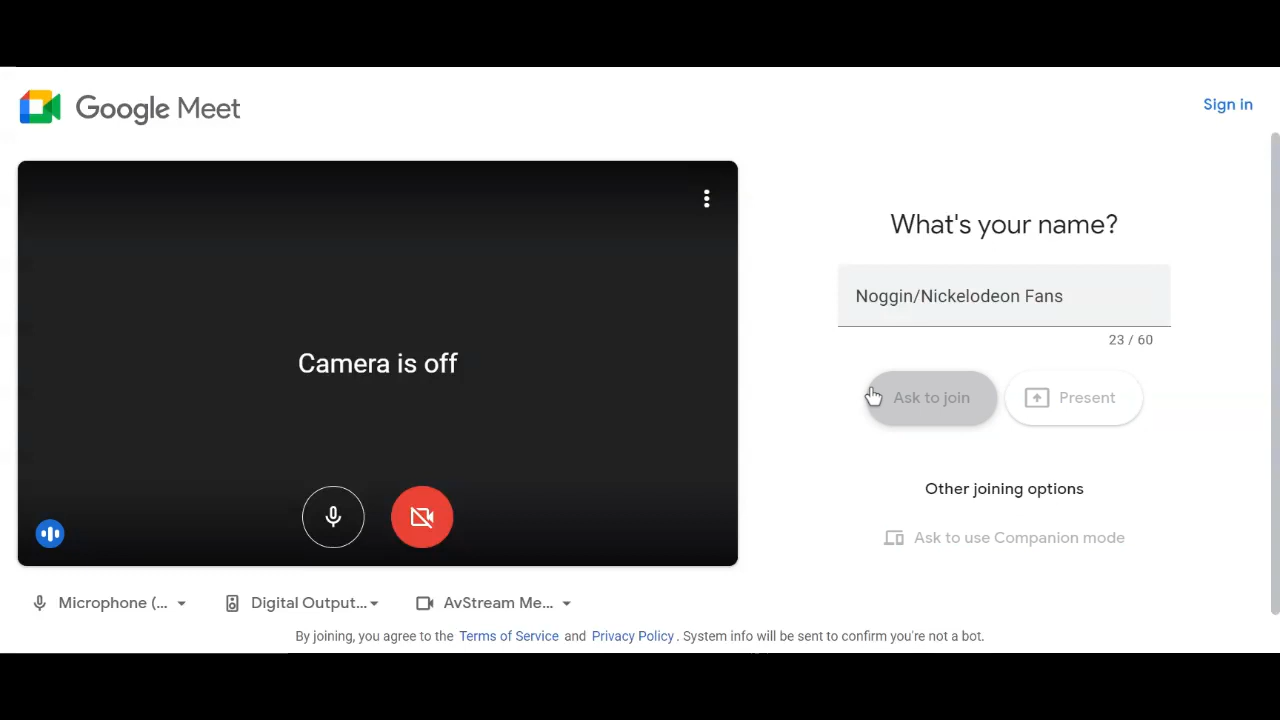 Google Meet
Sign in
Camera is off
What's your name?
Noggin/Nickelodeon Fans
23 / 60
Ask to join
Present
Other joining options
Ask to use Companion mode
Microphone (...
Digital Output...
AvStream Me...
By joining, you agree to the Terms of Service and Privacy Policy. System info will be sent to confirm you're not a bot.